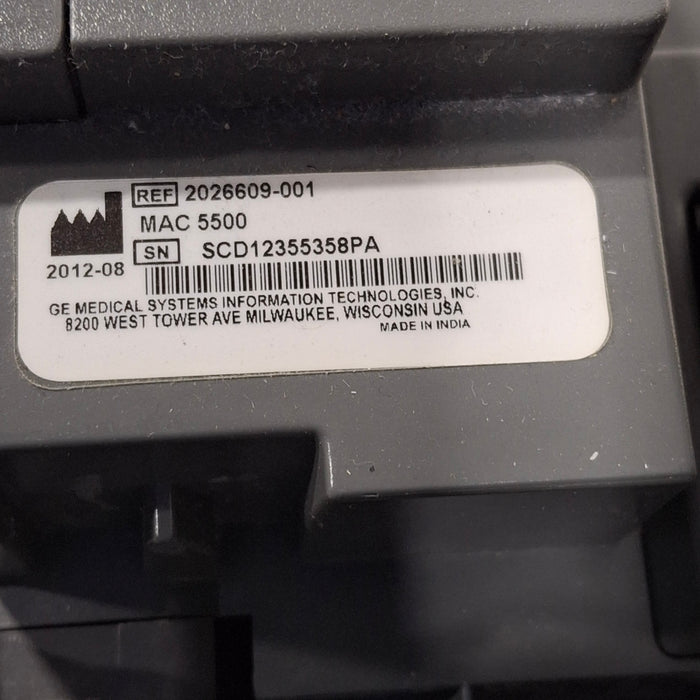 REF 2026609-001
MAC 5500
SN SCD12355358PA
2012-08
GE MEDICAL SYSTEMS INFORMATION TECHNOLOGIES, INC.
8200 WEST TOWER AVE MILWAUKEE, WISCONSIN USA
MADE IN INDIA